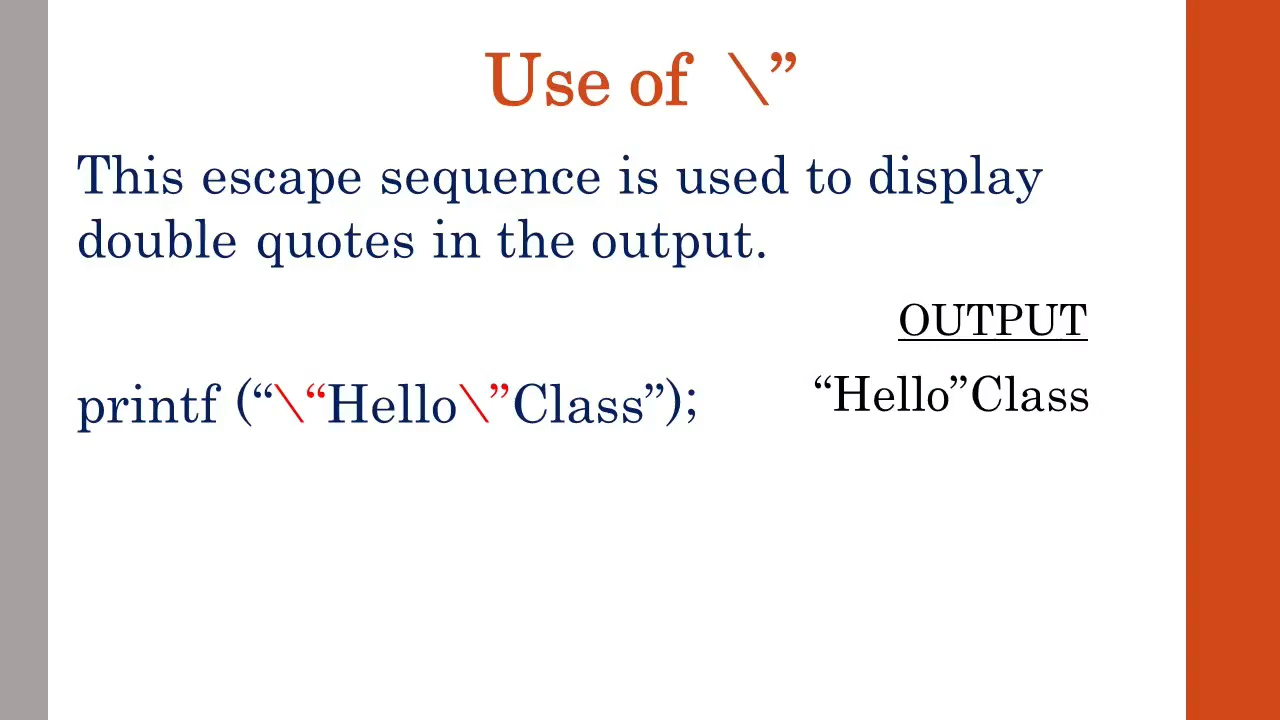 Use of \”
This escape sequence is used to display
double quotes in the output.
OUTPUT
printf (“\“Hello\”Class”);
“Hello”Class